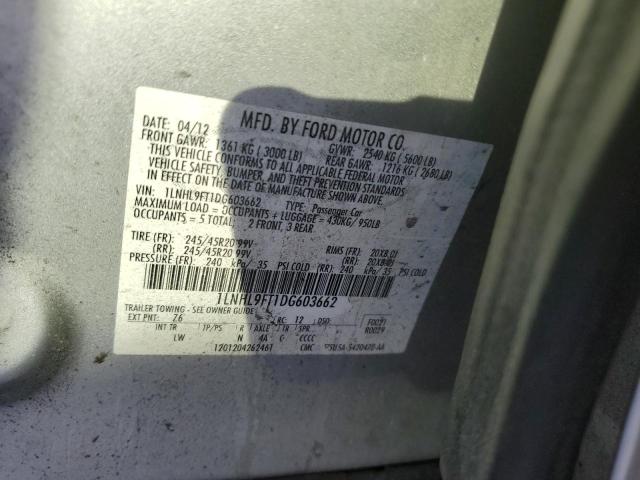 MFD. BY FORD MOTOR CO.
DATE: 04/12
GVWR: 2540 KG ( 5600 LB)
FRONT GAWR: 1361 KG ( 3000 LB)
REAR GAWR: 1216 KG ( 2680 LB)
THIS VEHICLE CONFORMS TO ALL APPLICABLE FEDERAL MOTOR
VEHICLE SAFETY, BUMPER, AND THEFT PREVENTION STANDARDS
IN EFFECT ON THE DATE OF MANUFACTURE SHOWN ABOVE.
VIN: 1LNHL9FT1DG603662
TYPE: Passenger Car
MAXIMUM LOAD = OCCUPANTS + LUGGAGE = 430KG/ 950LB
OCCUPANTS = 5 TOTAL 2 FRONT, 3 REAR
TIRE (FR): 245/45R20 99V RIMS (FR): 20X8.0J
(RR): 245/45R20 99V (RR): 20X8.0J
PRESSURE (FR): 240 kPa/ 35 PSI COLD (RR): 240 kPa/ 35 PSI COLD
1LNHL9FT1DG603662
TRAILER TOWING - SEE OWNER GUIDE
EXT PNT: Z6 RC: 12 DSO: F0021
INT TR TP/PS R AXLE TR R0029
LW N 4A CCCC
12012042624​61 CMC